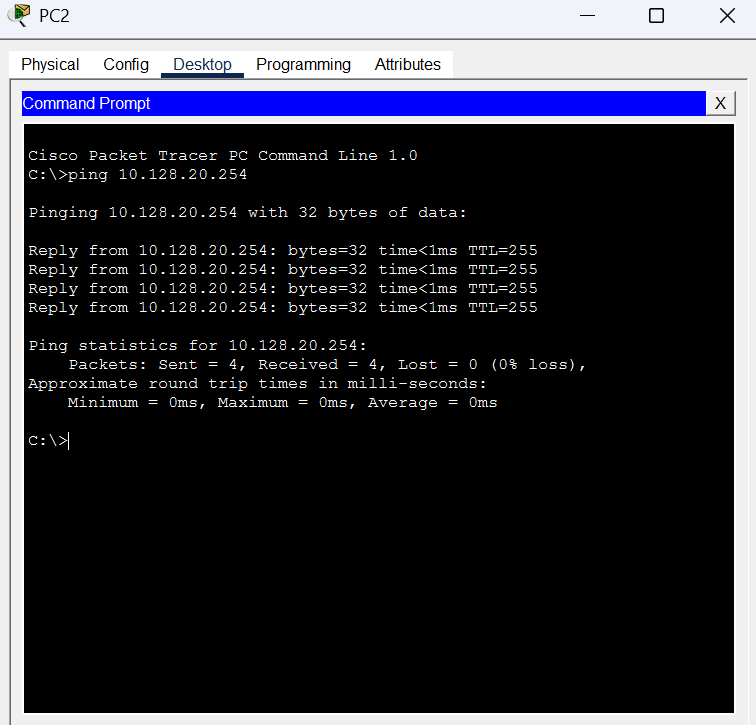 PC2
Physical Config Desktop Programming Attributes
Command Prompt X
Cisco Packet Tracer PC Command Line 1.0
C:\>ping 10.128.20.254
Pinging 10.128.20.254 with 32 bytes of data:
Reply from 10.128.20.254: bytes=32 time<1ms TTL=255
Reply from 10.128.20.254: bytes=32 time<1ms TTL=255
Reply from 10.128.20.254: bytes=32 time<1ms TTL=255
Reply from 10.128.20.254: bytes=32 time<1ms TTL=255
Ping statistics for 10.128.20.254:
    Packets: Sent = 4, Received = 4, Lost = 0 (0% loss),
Approximate round trip times in milli-seconds:
    Minimum = 0ms, Maximum = 0ms, Average = 0ms
C:\>